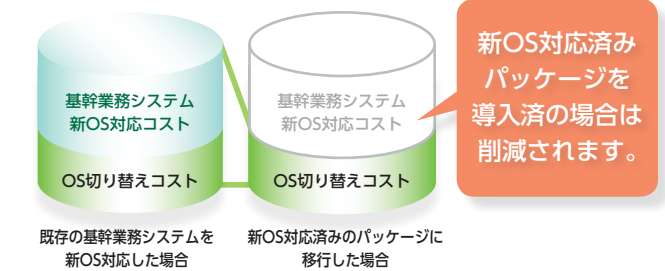 基幹業務システム
新OS対応コスト
OS切り替えコスト
既存の基幹業務システムを
新OS対応した場合
基幹業務システム
新OS対応コスト
OS切り替えコスト
新OS対応済みのパッケージに
移行した場合
新OS対応済み
パッケージを
導入済の場合は
削減されます。